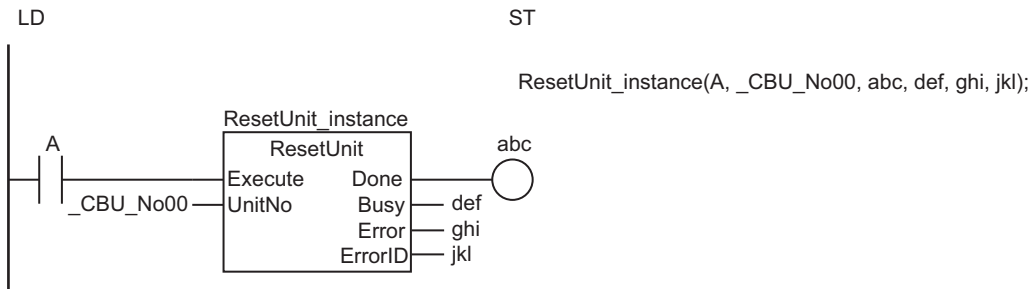 LD
ST
ResetUnit_instance(A, _CBU_No00, abc, def, ghi, jkl);
ResetUnit_instance
A
ResetUnit
abc
Execute Done
_CBU_No00 UnitNo Busy def
Error ghi
ErrorID jkl